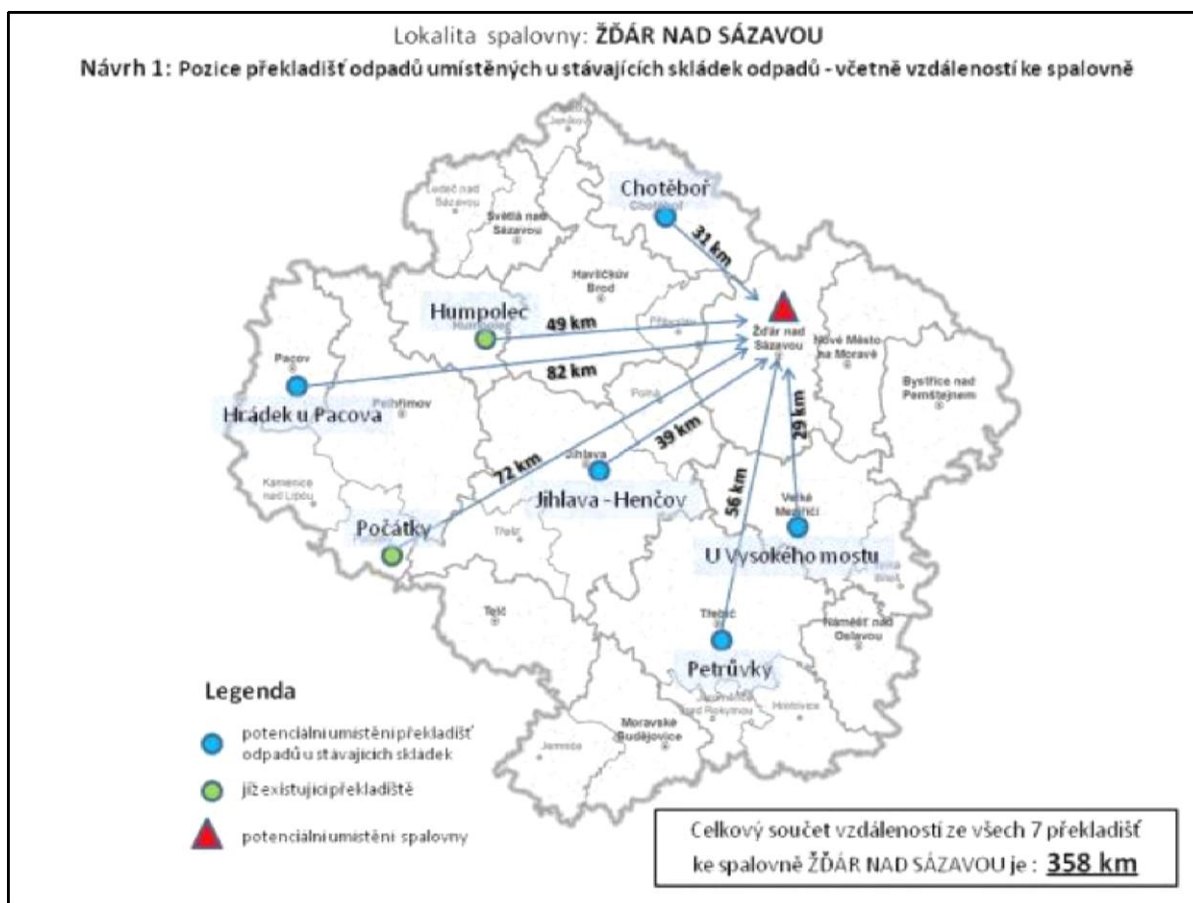 Lokalita spalovny: ŽĎÁR NAD SÁZAVOU
Návrh 1: Pozice překladišť odpadů umístěných u stávajících skládek odpadů - včetně vzdáleností ke spalovně
Chotěboř
31 km
Ledeč nad
Sázavou
Světlá nad
Sázavou
Havlíčkův
Brod
Humpolec
49 km
Žďár nad
Sázavou
Nové Město
na Moravě
Pacov
82 km
Bystřice nad
Pernštejnem
Hrádek u Pacova
Pelhřimov
Polná
39 km
29 km
72 km
Jihlava
Kamenice
nad Lipou
Jihlava - Henčov
56 km
Velké
Meziříčí
Počátky
Třešť
U Vysokého mostu
Telč
Třebíč
Náměšť nad
Oslavou
Petrůvky
Legenda
potenciální umístění překladišť
odpadů u stávajících skládek
Moravské
Budějovice
Jemnice
jíž existující překladiště
potenciální umístění spalovny
Celkový součet vzdáleností ze všech 7 překladišť
ke spalovně ŽĎÁR NAD SÁZAVOU je : 358 km